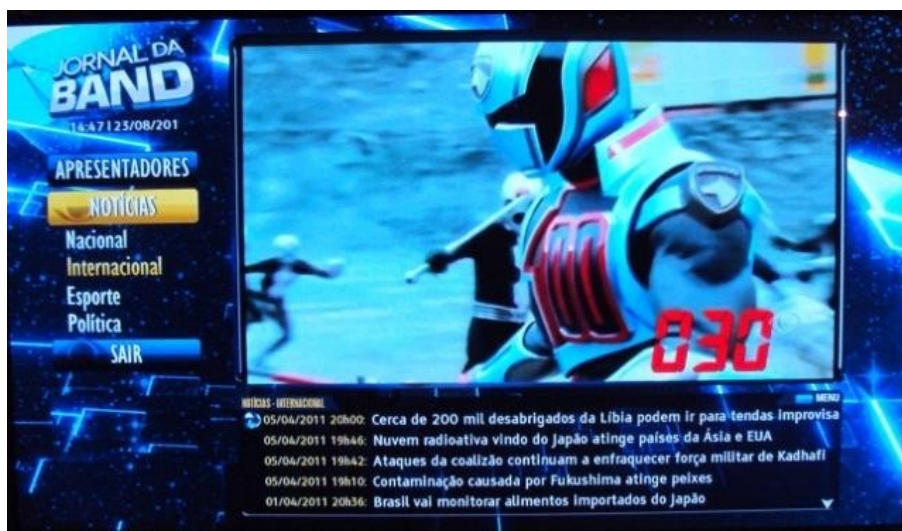 JORNAL DA
BAND
14:47 | 23/08/201
APRESENTADORES
NOTÍCIAS
Nacional
Internacional
Esporte
Política
SAIR
030
NOTÍCIAS - INTERNACIONAL
MENU
05/04/2011 20h00: Cerca de 200 mil desabrigados da Líbia podem ir para tendas improvisa
05/04/2011 19h46: Nuvem radioativa vindo do Japão atinge países da Ásia e EUA
05/04/2011 19h42: Ataques da coalizão continuam a enfraquecer força militar de Kadhafi
05/04/2011 19h10: Contaminação causada por Fukushima atinge peixes
01/04/2011 20h36: Brasil vai monitorar alimentos importados do Japão